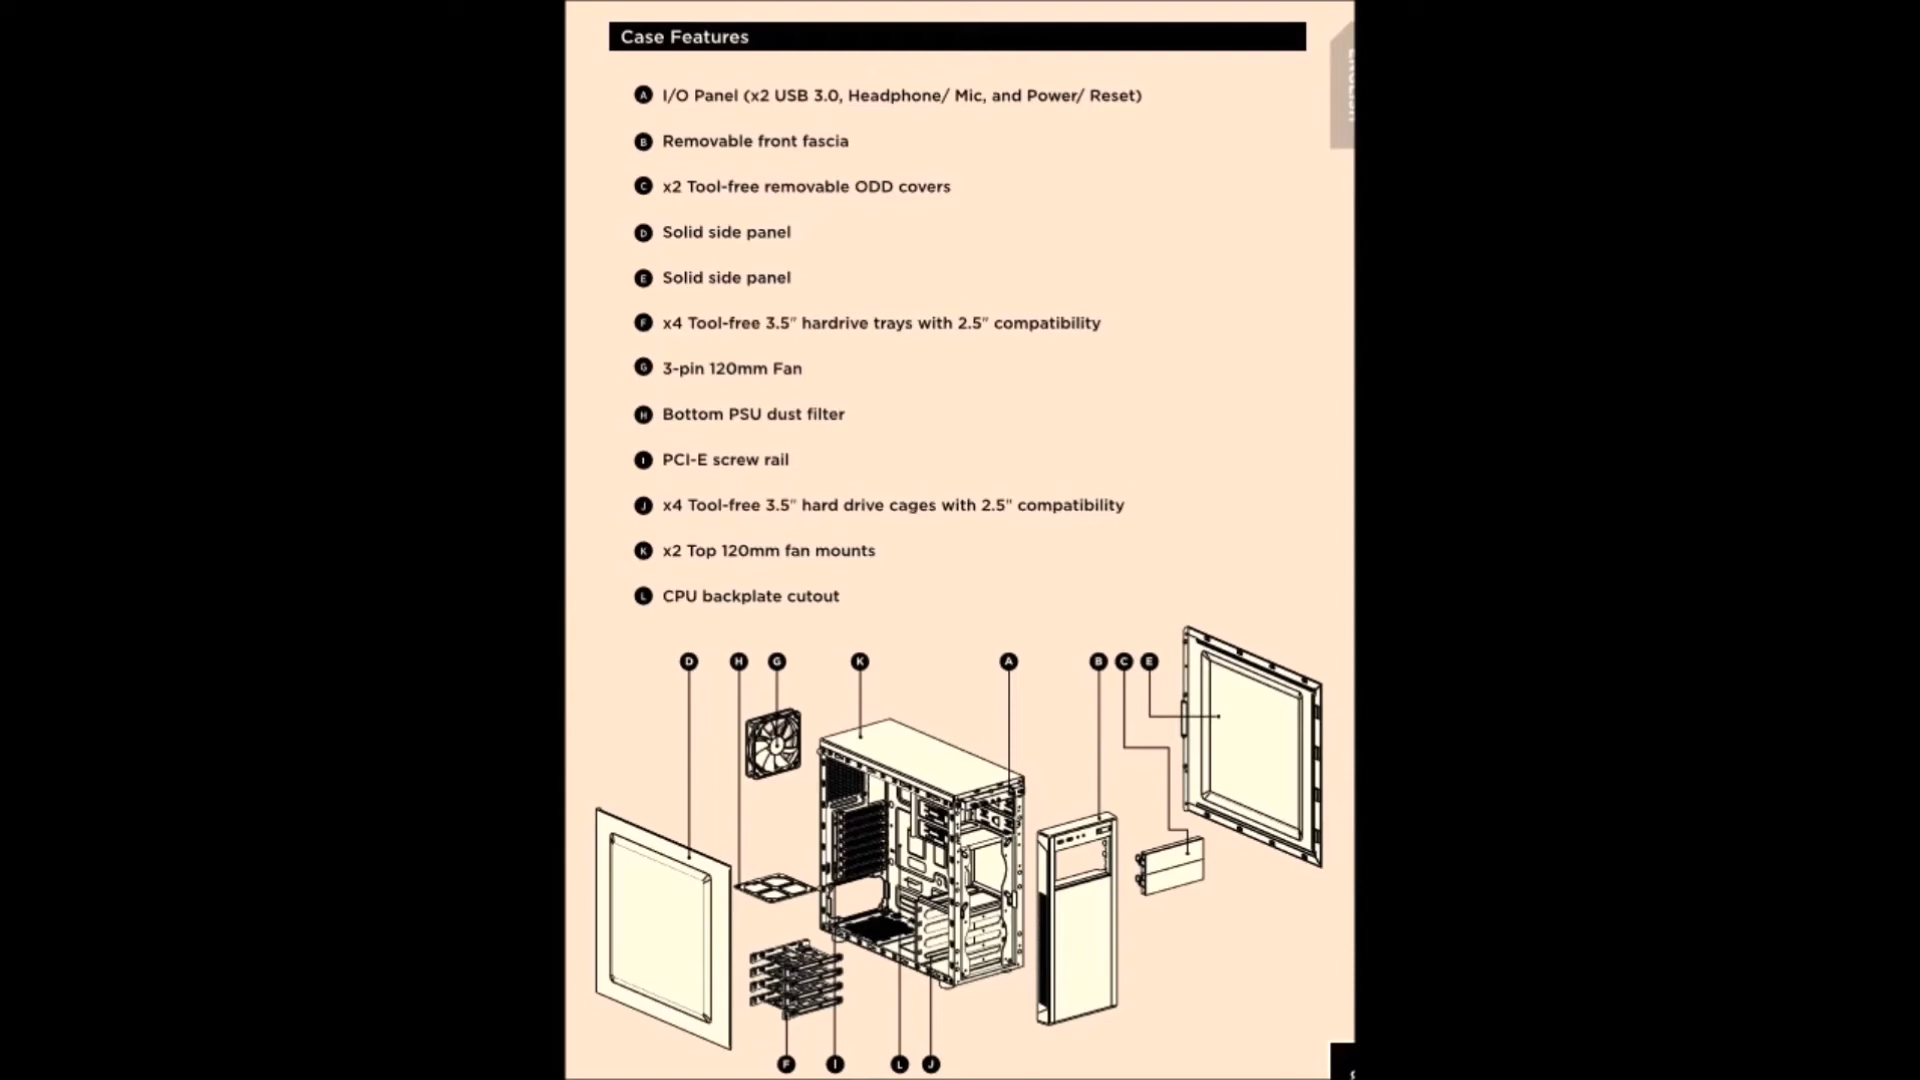 Case Features
ENGLISH
A I/O Panel (x2 USB 3.0, Headphone/ Mic, and Power/ Reset)
B Removable front fascia
C x2 Tool-free removable ODD covers
D Solid side panel
E Solid side panel
F x4 Tool-free 3.5" hardrive trays with 2.5" compatibility
G 3-pin 120mm Fan
H Bottom PSU dust filter
I PCI-E screw rail
J x4 Tool-free 3.5" hard drive cages with 2.5" compatibility
K x2 Top 120mm fan mounts
L CPU backplate cutout
D H G K A B C E
F I L J